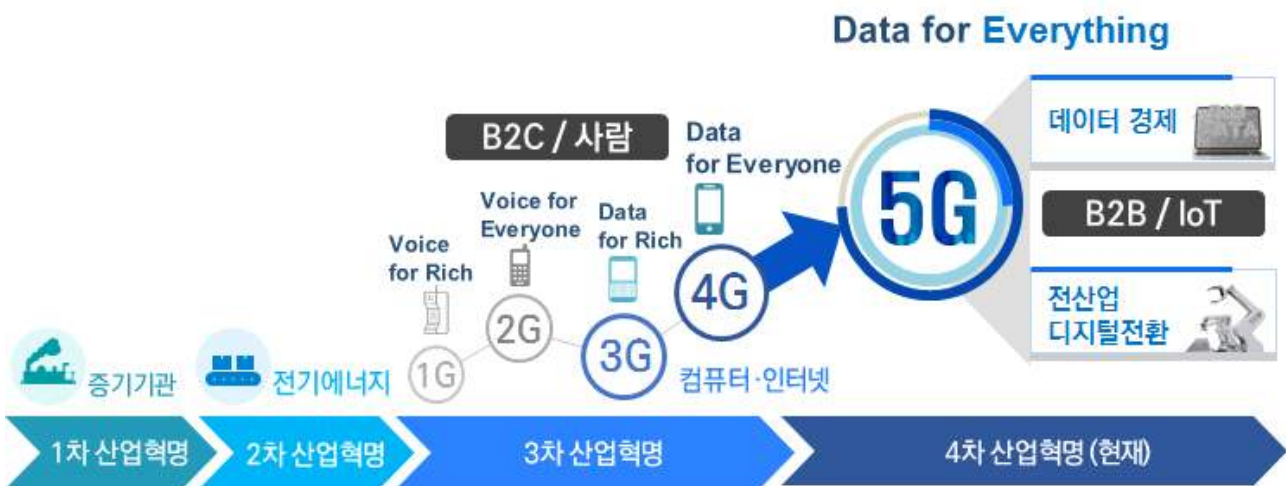 Data for Everything
B2C / 사람
Data
for Everyone
Voice for
Everyone
Data
for Rich
Voice
for Rich
1G
2G
3G
4G
5G
데이터 경제
B2B / IoT
전산업
디지털전환
증기기관
전기에너지
컴퓨터·인터넷
1차 산업혁명
2차 산업혁명
3차 산업혁명
4차 산업혁명 (현재)